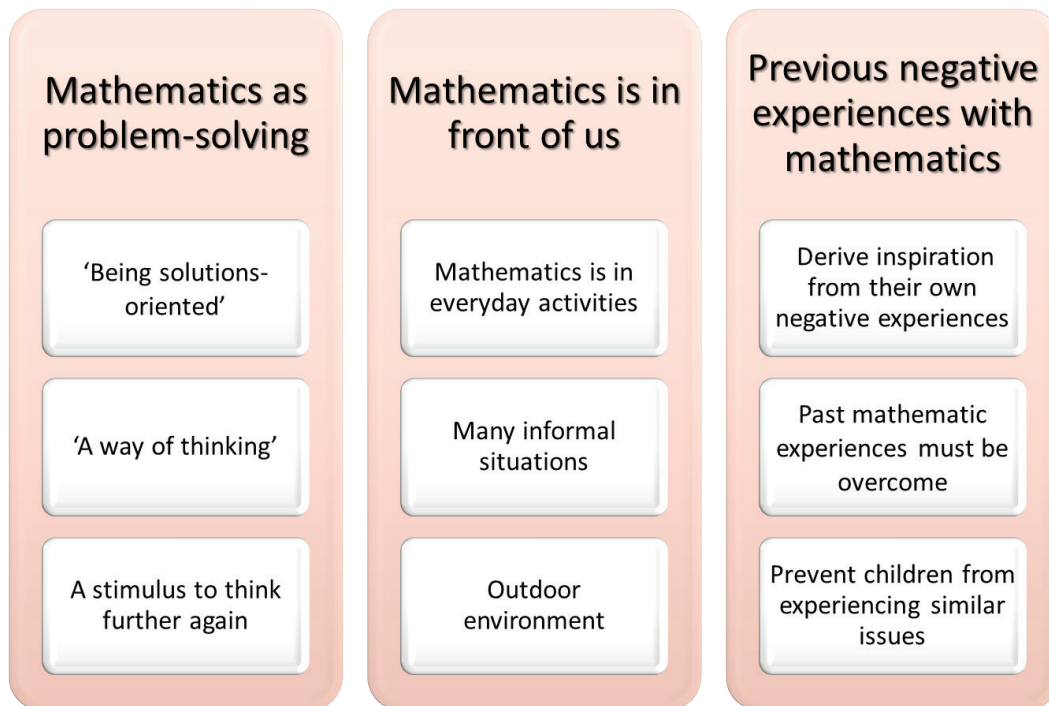 Mathematics as
problem-solving
‘Being solutions-
oriented’
‘A way of thinking’
A stimulus to think
further again
Mathematics is in
front of us
Mathematics is in
everyday activities
Many informal
situations
Outdoor
environment
Previous negative
experiences with
mathematics
Derive inspiration
from their own
negative experiences
Past mathematic
experiences must be
overcome
Prevent children from
experiencing similar
issues